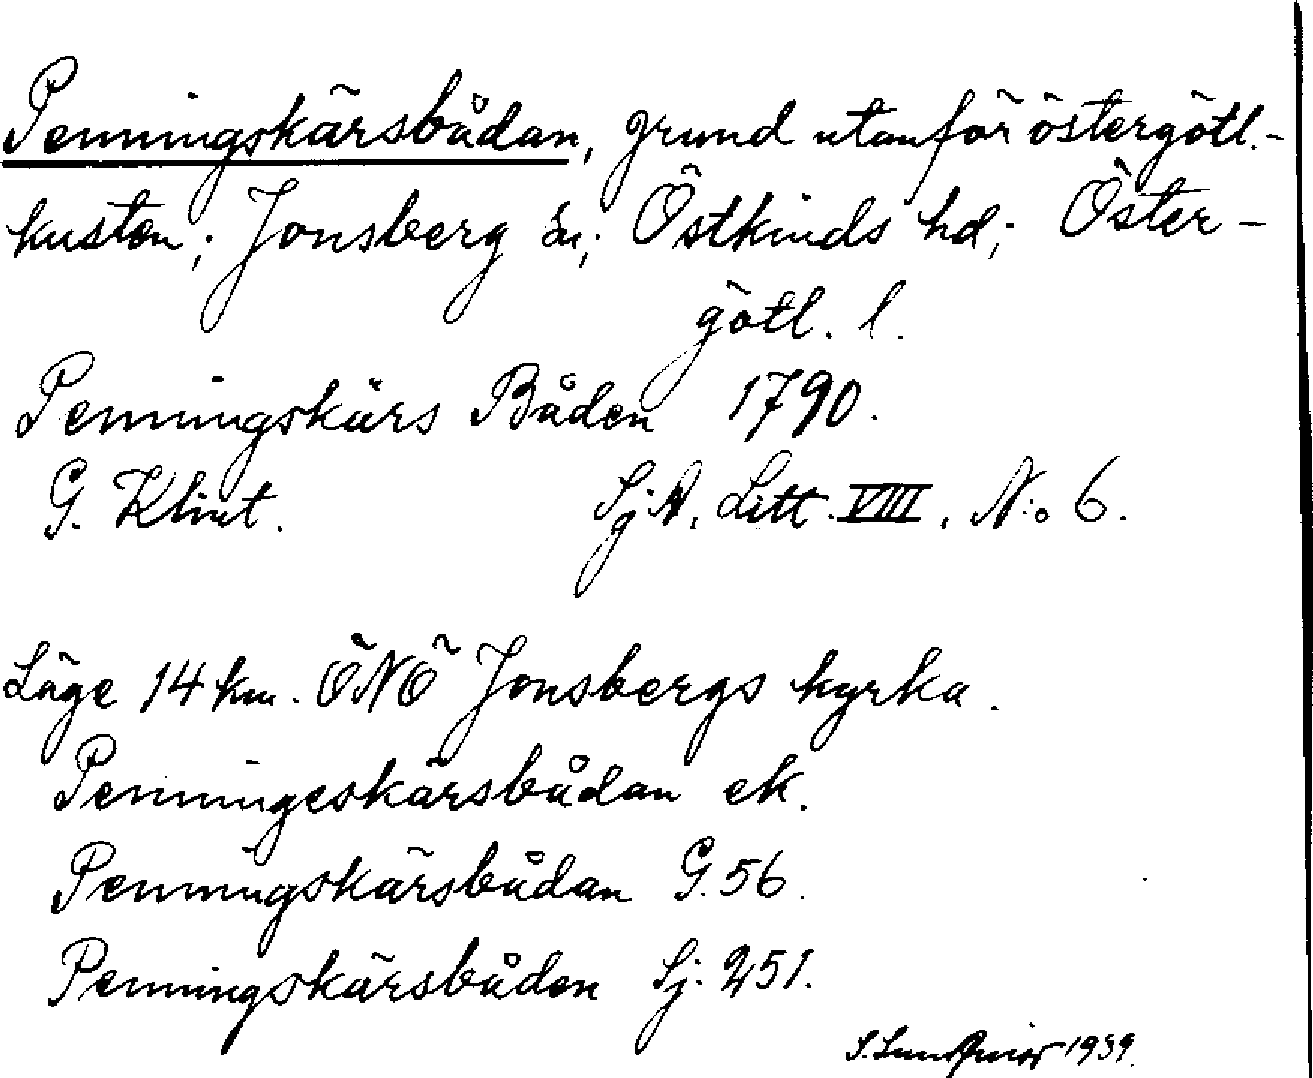 Penningskärsbådan, grund utanför östergötl.-
kusten; Jonsberg sn; Östkinds hd; Öster-
götl. l.
Penningskärs Båden 1790.
G. Klint. Sj.A. Litt. VIII, N:o 6.
Läge 14 km. ÖNÖ Jonsbergs kyrka.
Penningeskärsbådan ek.
Penningskärsbådan G. 56.
Penningskärsbåden Sj. 251.
S. 1939.